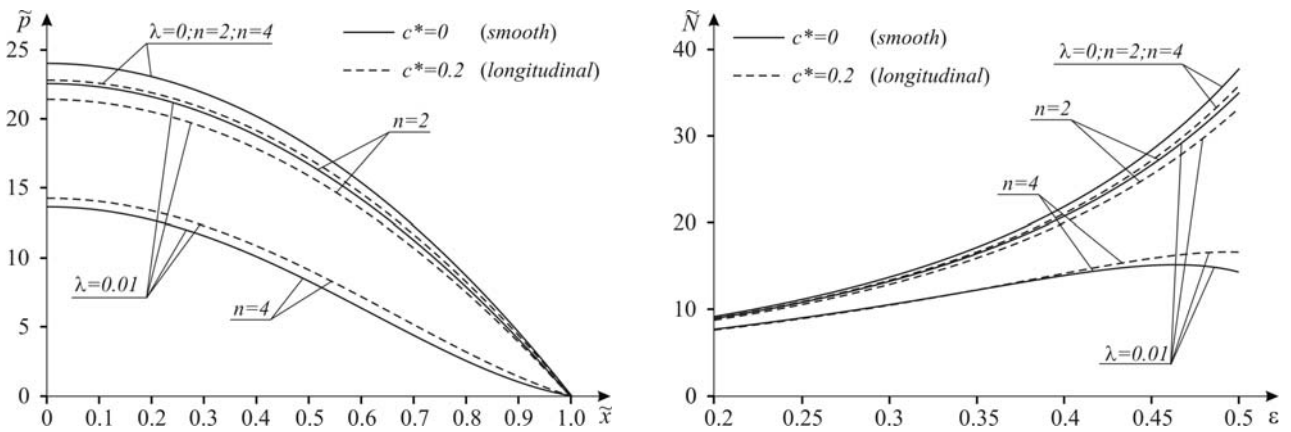 p̃
λ=0;n=2;n=4
c*=0 (smooth)
c*=0.2 (longitudinal)
n=2
λ=0.01
n=4
25
20
15
10
5
0
0 0.1 0.2 0.3 0.4 0.5 0.6 0.7 0.8 0.9 1.0 x̃
Ñ
c*=0 (smooth)
c*=0.2 (longitudinal)
λ=0;n=2;n=4
n=2
n=4
λ=0.01
40
30
20
10
0
0.2 0.25 0.3 0.35 0.4 0.45 0.5 ε